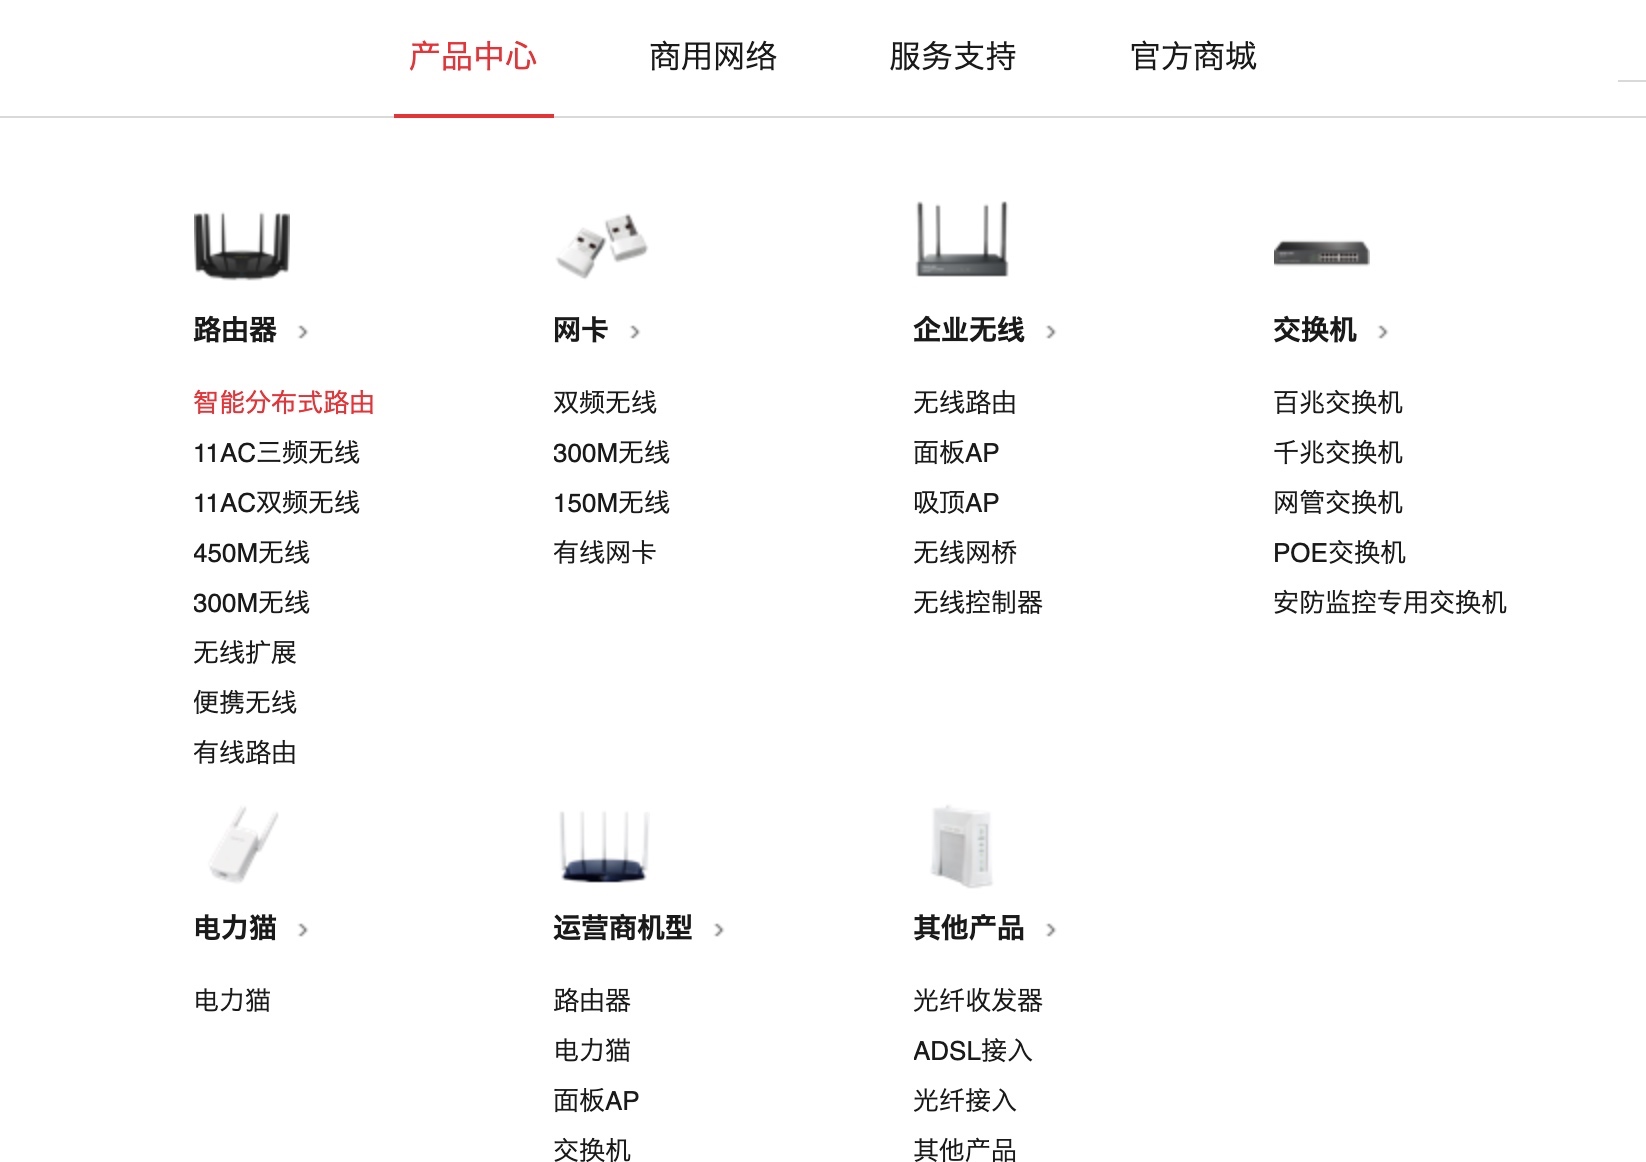 产品中心
商用网络
服务支持
官方商城
路由器
智能分布式路由
11AC三频无线
11AC双频无线
450M无线
300M无线
无线扩展
便携无线
有线路由
网卡
双频无线
300M无线
150M无线
有线网卡
企业无线
无线路由
面板AP
吸顶AP
无线网桥
无线控制器
交换机
百兆交换机
千兆交换机
网管交换机
POE交换机
安防监控专用交换机
电力猫
电力猫
运营商机型
路由器
电力猫
面板AP
交换机
其他产品
光纤收发器
ADSL接入
光纤接入
其他产品